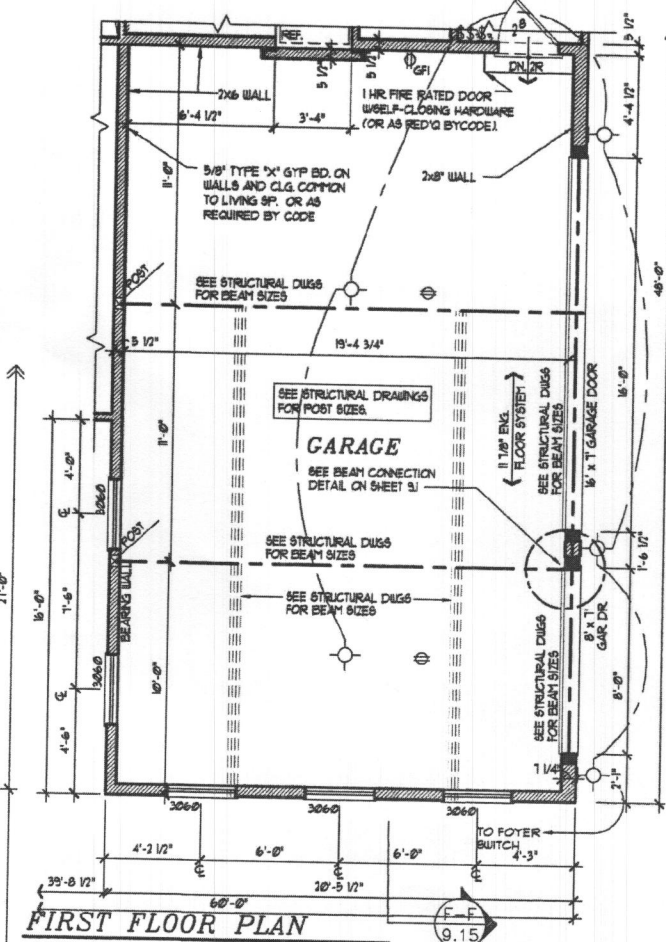 REF.
2⁸
5 1/2"
5 1/2"
5 1/2"
GFI
DN. 2R
2x6 WALL
1 HR. FIRE RATED DOOR
W/SELF-CLOSING HARDWARE
(OR AS REQ'D BY CODE).
6'-4 1/2"
3'-4"
4'-4 1/2"
5/8" TYPE "X" GYP BD. ON
WALLS AND CLG. COMMON
TO LIVING SP. OR AS
REQUIRED BY CODE
2x8" WALL
11'-0"
POST
SEE STRUCTURAL DWGS
FOR BEAM SIZES
48'-0"
5 1/2"
19'-4 3/4"
SEE STRUCTURAL DRAWINGS
FOR POST SIZES.
11 7/8" ENG.
FLOOR SYSTEM
SEE STRUCTURAL DWGS
FOR BEAM SIZES
16' x 7' GARAGE DOOR
16'-0"
GARAGE
11'-0"
4'-0"
SEE BEAM CONNECTION
DETAIL ON SHEET 9.1
3060
POST
SEE STRUCTURAL DWGS
FOR BEAM SIZES
1'-6 1/2"
21'-0"
16'-0"
7'-6"
BEARING WALL
SEE STRUCTURAL DWGS
FOR BEAM SIZES
8' x 7'
GAR DR
3060
10'-0"
SEE STRUCTURAL DWGS
FOR BEAM SIZES
8'-0"
4'-6"
7 1/4"
2'-1"
3060
3060
3060
TO FOYER
SWITCH
4'-2 1/2"
6'-0"
6'-0"
4'-3"
39'-8 1/2"
20'-5 1/2"
60'-0"
FIRST FLOOR PLAN
F-F
9.15